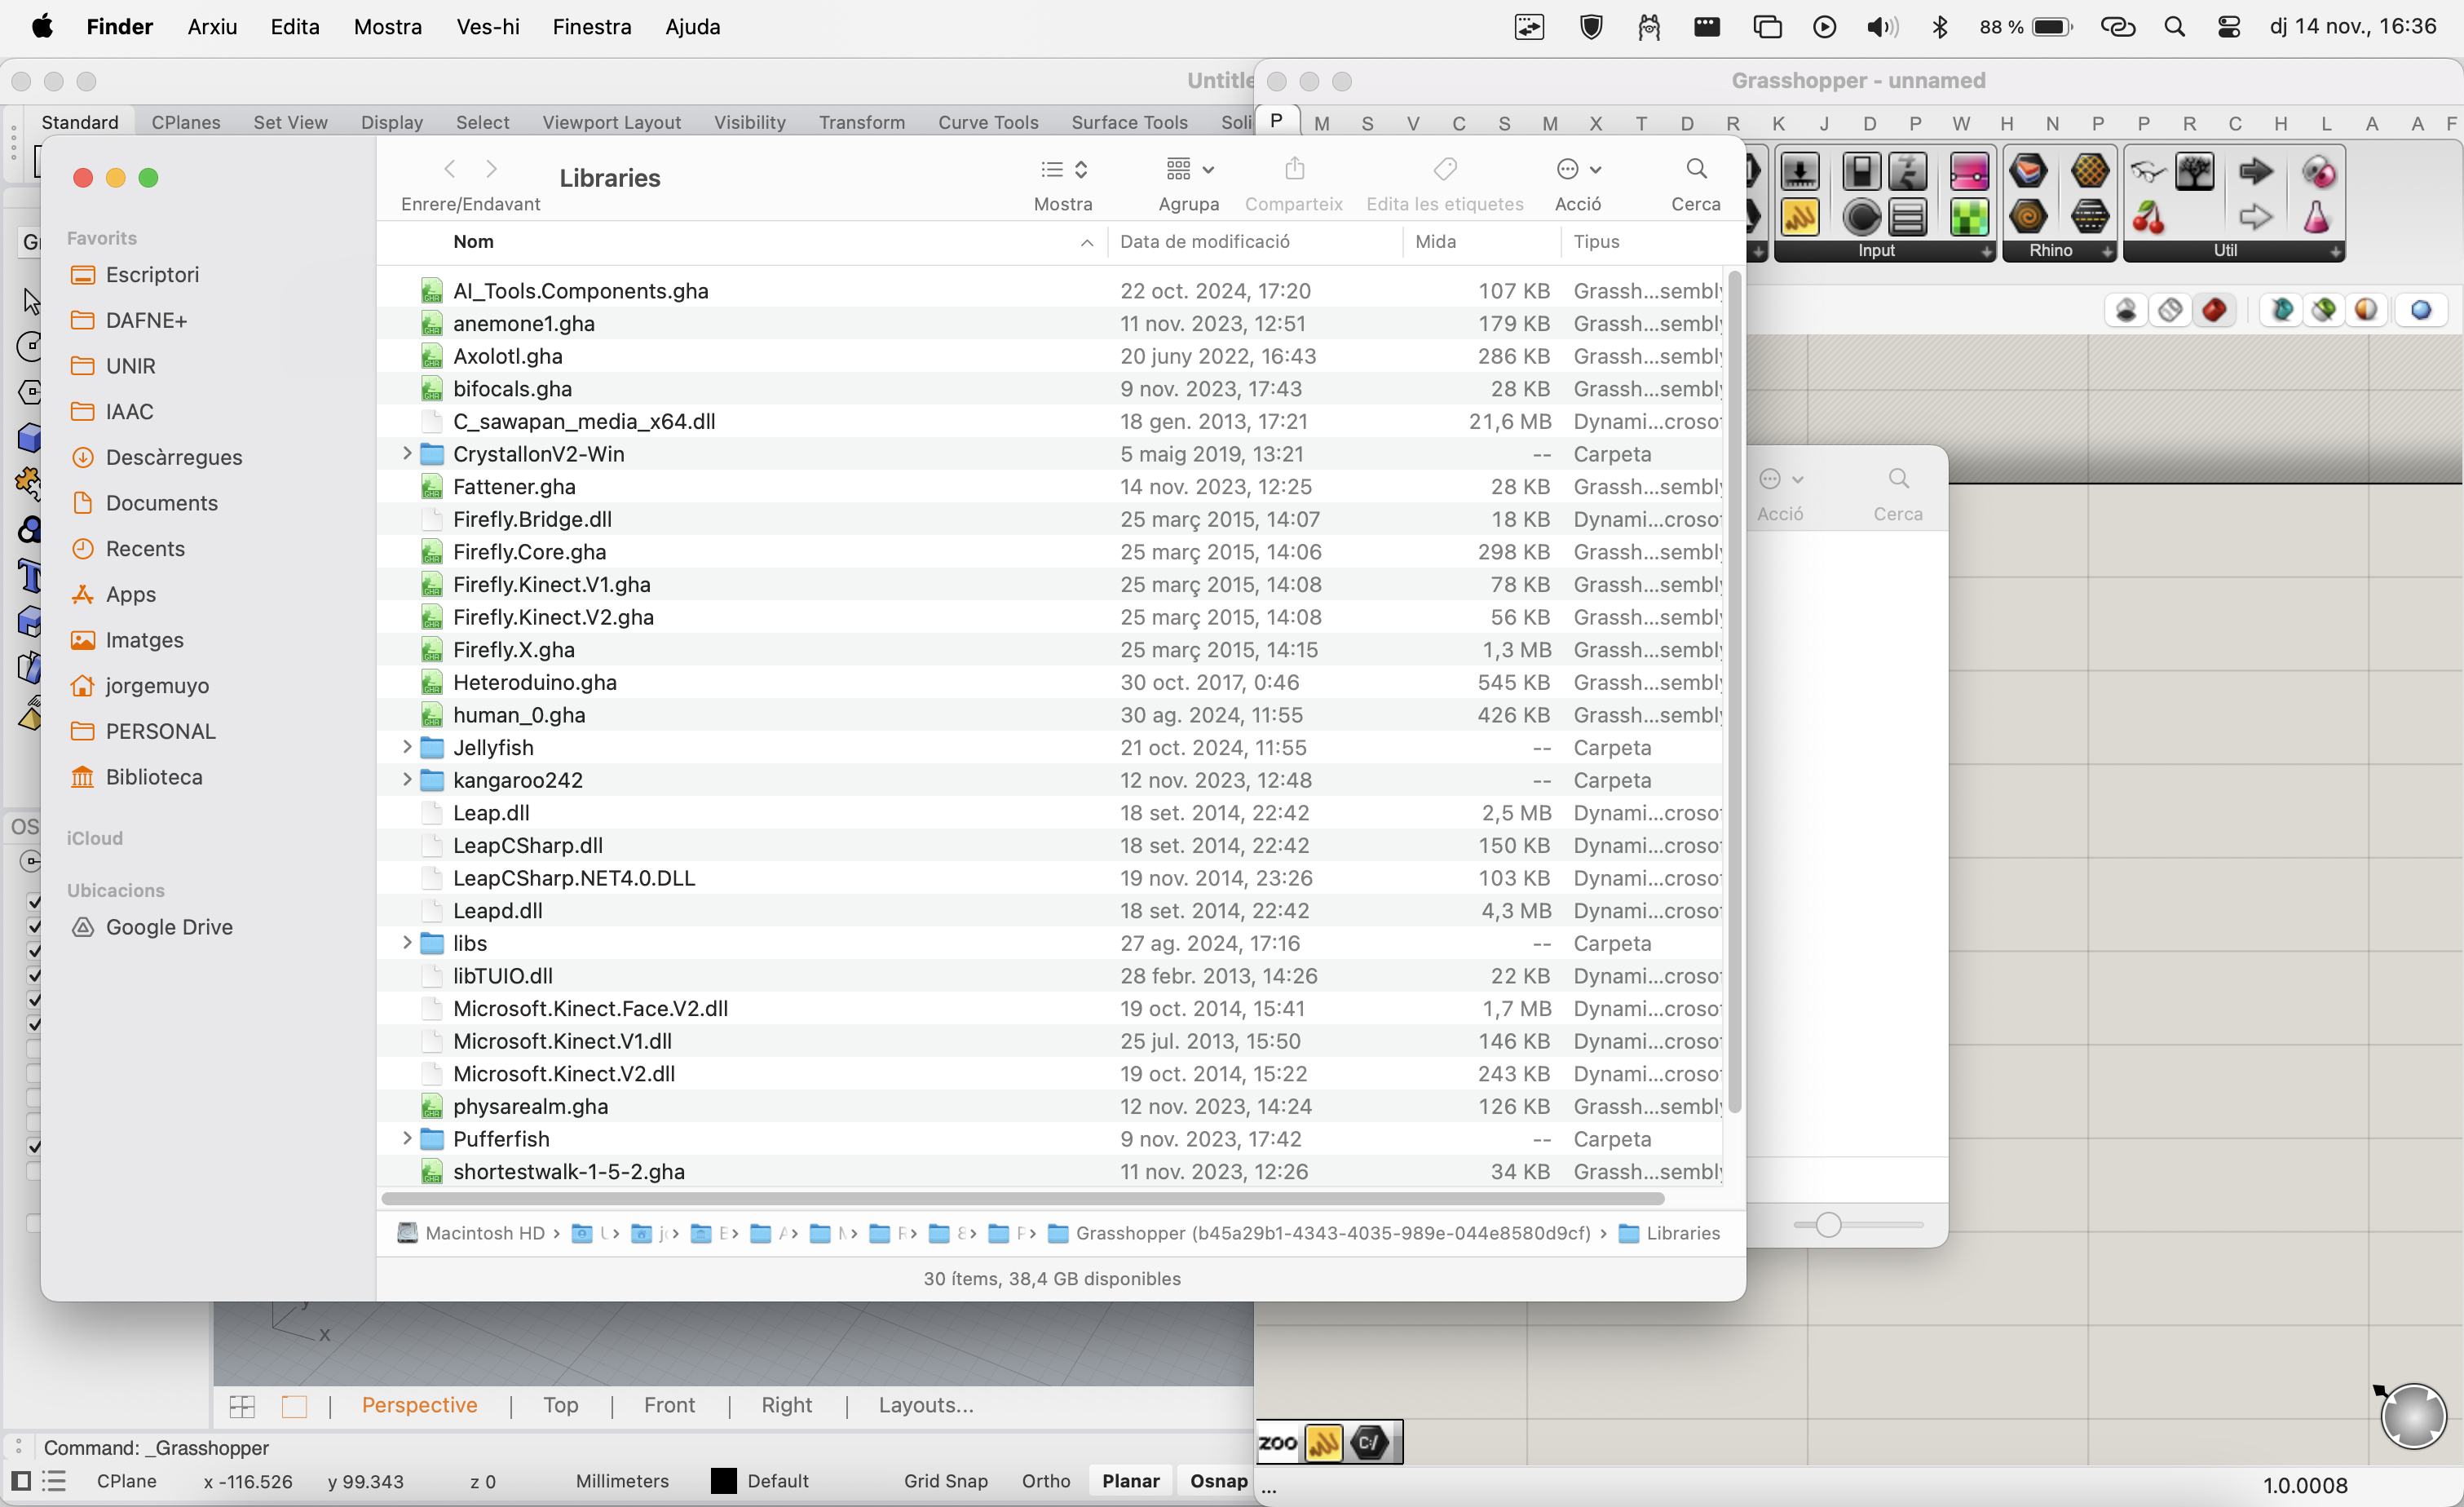 Finder Arxiu Edita Mostra Ves-hi Finestra Ajuda 88 % dj 14 nov., 16:36
Grasshopper - unnamed
Standard CPlanes Set View Display Select Viewport Layout Visibility Transform Curve Tools Surface Tools
P M S V C S M X T D R K J D P W H N P P R C H L A A F
Enrere/Endavant Libraries Mostra Agrupa Comparteix Edita les etiquetes Acció Cerca
Input Rhino Util
Favorits
Escriptori
DAFNE+
UNIR
IAAC
Descàrregues
Documents
Recents
Apps
Imatges
jorgemuyo
PERSONAL
Biblioteca
iCloud
Ubicacions
Google Drive
Nom Data de modificació Mida Tipus
AI_Tools.Components.gha 22 oct. 2024, 17:20 107 KB Grassh...sembly
anemone1.gha 11 nov. 2023, 12:51 179 KB Grassh...sembly
Axolotl.gha 20 juny 2022, 16:43 286 KB Grassh...sembly
bifocals.gha 9 nov. 2023, 17:43 28 KB Grassh...sembly
C_sawapan_media_x64.dll 18 gen. 2013, 17:21 21,6 MB Dynami...croso
CrystallonV2-Win 5 maig 2019, 13:21 -- Carpeta
Fattener.gha 14 nov. 2023, 12:25 28 KB Grassh...sembly
Firefly.Bridge.dll 25 març 2015, 14:07 18 KB Dynami...croso
Firefly.Core.gha 25 març 2015, 14:06 298 KB Grassh...sembly
Firefly.Kinect.V1.gha 25 març 2015, 14:08 78 KB Grassh...sembly
Firefly.Kinect.V2.gha 25 març 2015, 14:08 56 KB Grassh...sembly
Firefly.X.gha 25 març 2015, 14:15 1,3 MB Grassh...sembly
Heteroduino.gha 30 oct. 2017, 0:46 545 KB Grassh...sembly
human_0.gha 30 ag. 2024, 11:55 426 KB Grassh...sembly
Jellyfish 21 oct. 2024, 11:55 -- Carpeta
kangaroo242 12 nov. 2023, 12:48 -- Carpeta
Leap.dll 18 set. 2014, 22:42 2,5 MB Dynami...croso
LeapCSharp.dll 18 set. 2014, 22:42 150 KB Dynami...croso
LeapCSharp.NET4.0.DLL 19 nov. 2014, 23:26 103 KB Dynami...croso
Leapd.dll 18 set. 2014, 22:42 4,3 MB Dynami...croso
libs 27 ag. 2024, 17:16 -- Carpeta
libTUIO.dll 28 febr. 2013, 14:26 22 KB Dynami...croso
Microsoft.Kinect.Face.V2.dll 19 oct. 2014, 15:41 1,7 MB Dynami...croso
Microsoft.Kinect.V1.dll 25 jul. 2013, 15:50 146 KB Dynami...croso
Microsoft.Kinect.V2.dll 19 oct. 2014, 15:22 243 KB Dynami...croso
physarealm.gha 12 nov. 2023, 14:24 126 KB Grassh...sembly
Pufferfish 9 nov. 2023, 17:42 -- Carpeta
shortestwalk-1-5-2.gha 11 nov. 2023, 12:26 34 KB Grassh...sembly
Macintosh HD Grasshopper (b45a29b1-4343-4035-989e-044e8580d9cf) Libraries
30 ítems, 38,4 GB disponibles
Acció Cerca
OS
x
Perspective | Top | Front | Right | Layouts...
ZOO C:/
Command: _Grasshopper
CPlane x -116.526 y 99.343 z 0 Millimeters Default Grid Snap Ortho Planar Osnap
...
1.0.0008